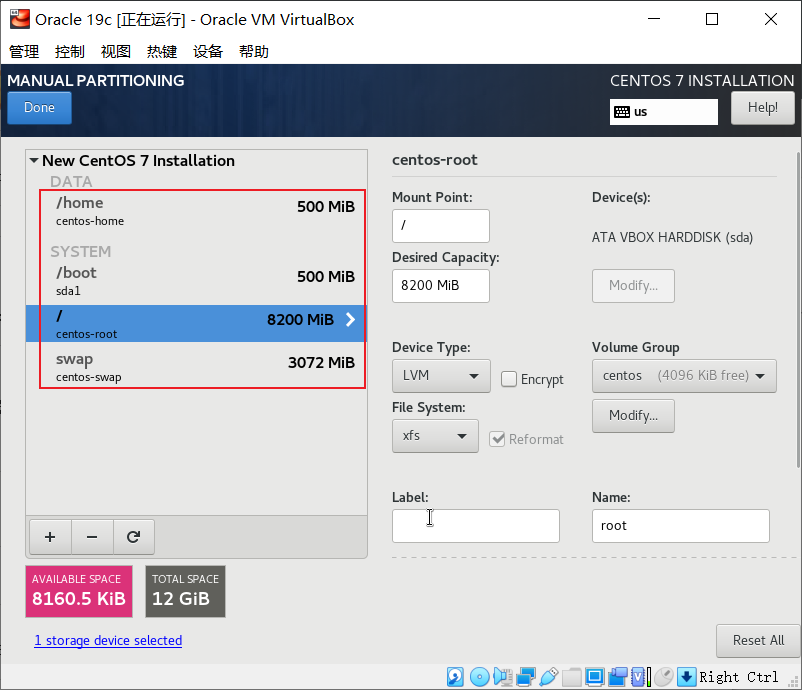 Oracle 19c [正在运行] - Oracle VM VirtualBox
管理 控制 视图 热键 设备 帮助
MANUAL PARTITIONING
CENTOS 7 INSTALLATION
Done
us
Help!
New CentOS 7 Installation
DATA
/home 500 MiB
centos-home
SYSTEM
/boot 500 MiB
sda1
/ 8200 MiB
centos-root
swap 3072 MiB
centos-swap
+ −
AVAILABLE SPACE
8160.5 KiB
TOTAL SPACE
12 GiB
1 storage device selected
centos-root
Mount Point:
/
Device(s):
ATA VBOX HARDDISK (sda)
Desired Capacity:
8200 MiB
Modify...
Device Type:
LVM
Encrypt
Volume Group
centos (4096 KiB free)
File System:
xfs
Reformat
Modify...
Label:
Name:
root
Reset All
Right Ctrl